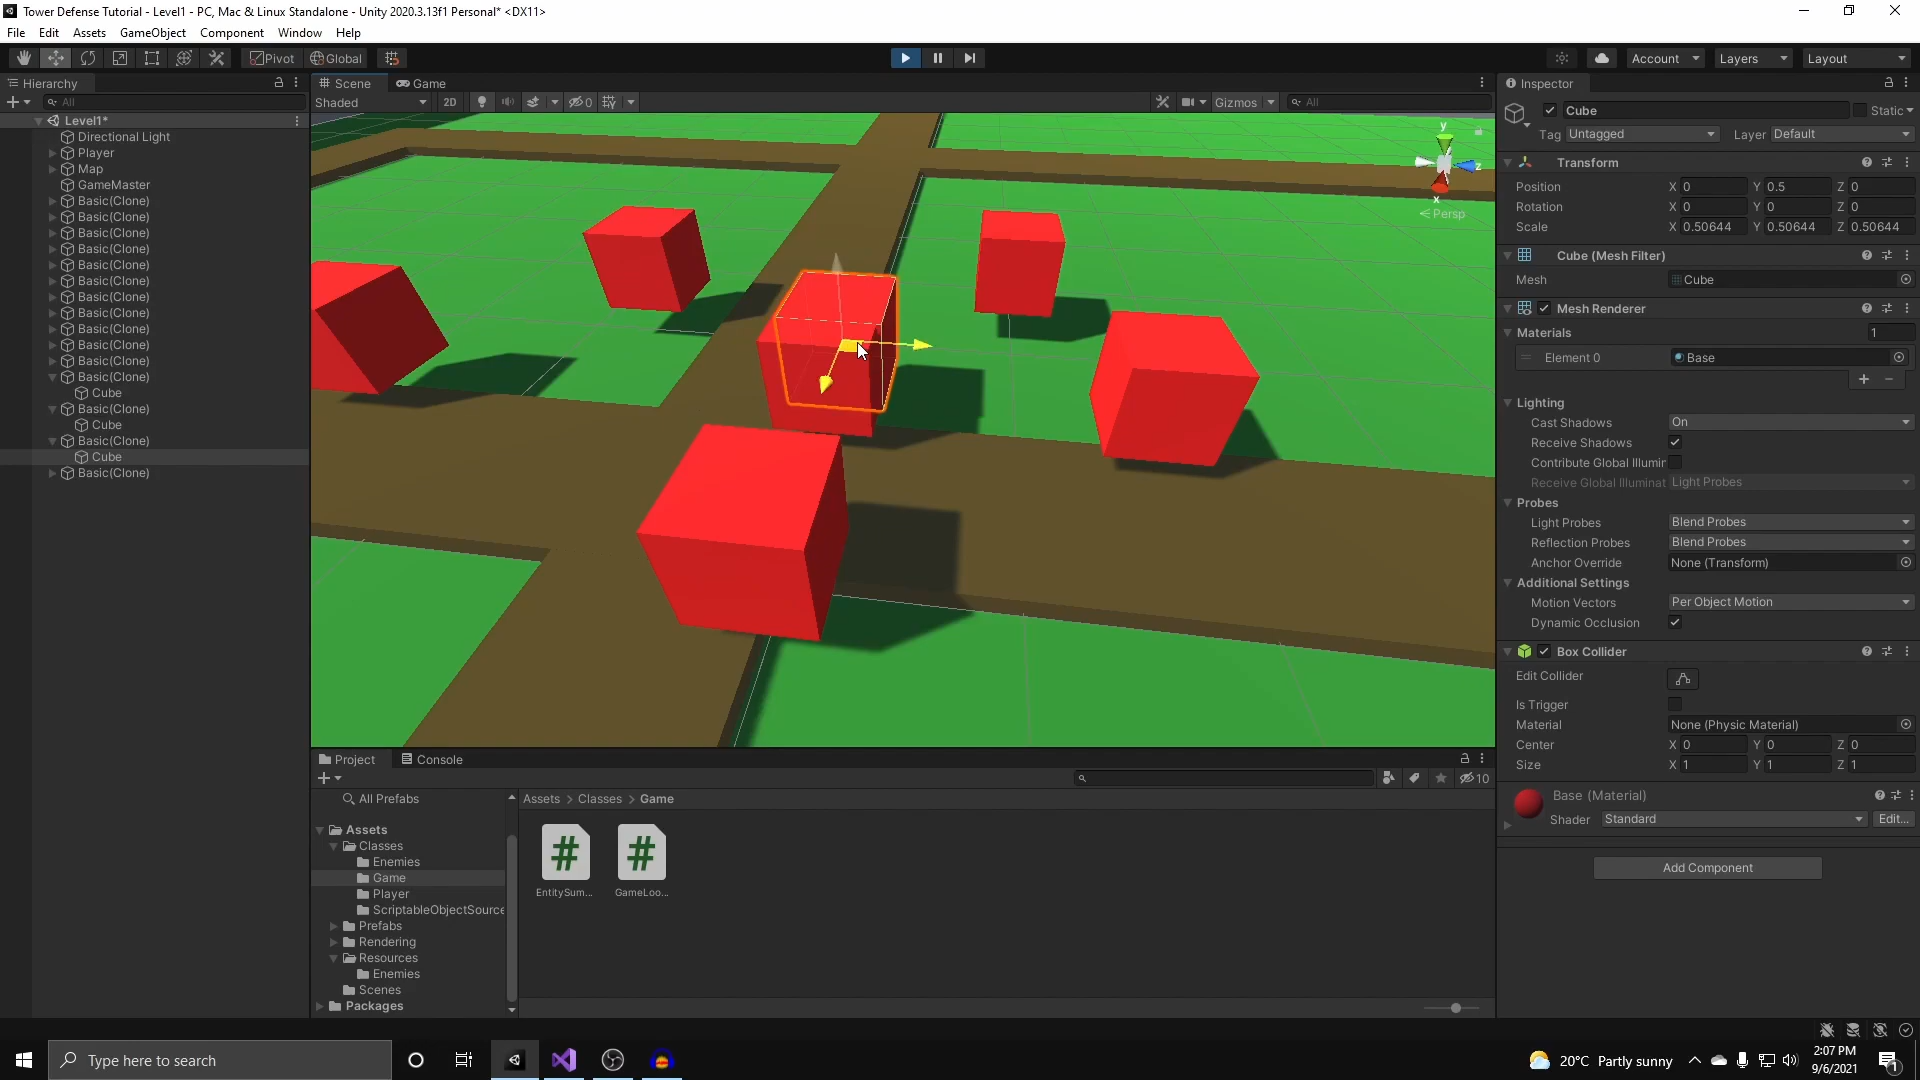 Tower Defense Tutorial - Level1 - PC, Mac & Linux Standalone - Unity 2020.3.13f1 Personal* <DX11>
File Edit Assets GameObject Component Window Help
Pivot Global Account Layers Layout
Hierarchy
All
Level1*
Directional Light
Player
Map
GameMaster
Basic(Clone)
Basic(Clone)
Basic(Clone)
Basic(Clone)
Basic(Clone)
Basic(Clone)
Basic(Clone)
Basic(Clone)
Basic(Clone)
Basic(Clone)
Basic(Clone)
Basic(Clone)
Cube
Basic(Clone)
Cube
Basic(Clone)
Cube
Basic(Clone)
Scene Game
Shaded 2D 0 Gizmos All
y
z
x
Persp
Project Console
10
All Prefabs
Assets
Classes
Enemies
Game
Player
ScriptableObjectSource
Prefabs
Rendering
Resources
Enemies
Scenes
Packages
Assets > Classes > Game
EntitySum... GameLoo...
Inspector
Cube Static
Tag Untagged Layer Default
Transform
Position X 0 Y 0.5 Z 0
Rotation X 0 Y 0 Z 0
Scale X 0.50644 Y 0.50644 Z 0.50644
Cube (Mesh Filter)
Mesh Cube
Mesh Renderer
Materials 1
Element 0 Base
Lighting
Cast Shadows On
Receive Shadows
Contribute Global Illumir
Receive Global Illuminat Light Probes
Probes
Light Probes Blend Probes
Reflection Probes Blend Probes
Anchor Override None (Transform)
Additional Settings
Motion Vectors Per Object Motion
Dynamic Occlusion
Box Collider
Edit Collider
Is Trigger
Material None (Physic Material)
Center X 0 Y 0 Z 0
Size X 1 Y 1 Z 1
Base (Material)
Shader Standard Edit...
Add Component
Type here to search
20°C Partly sunny
2:07 PM
9/6/2021
1